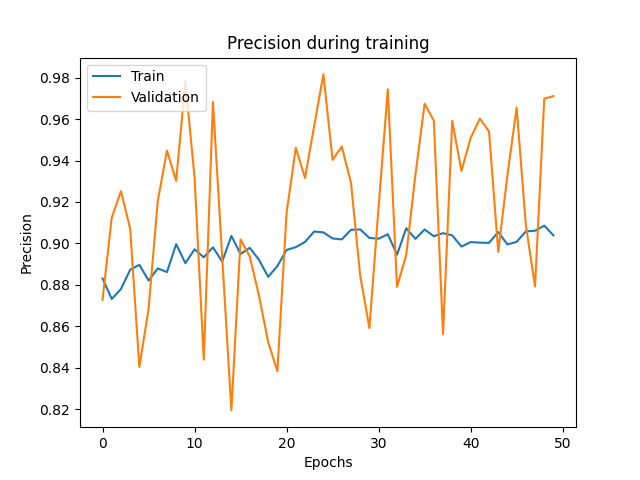 Precision during training
Train
Validation
Precision
0.98
0.96
0.94
0.92
0.90
0.88
0.86
0.84
0.82
0 10 20 30 40 50
Epochs